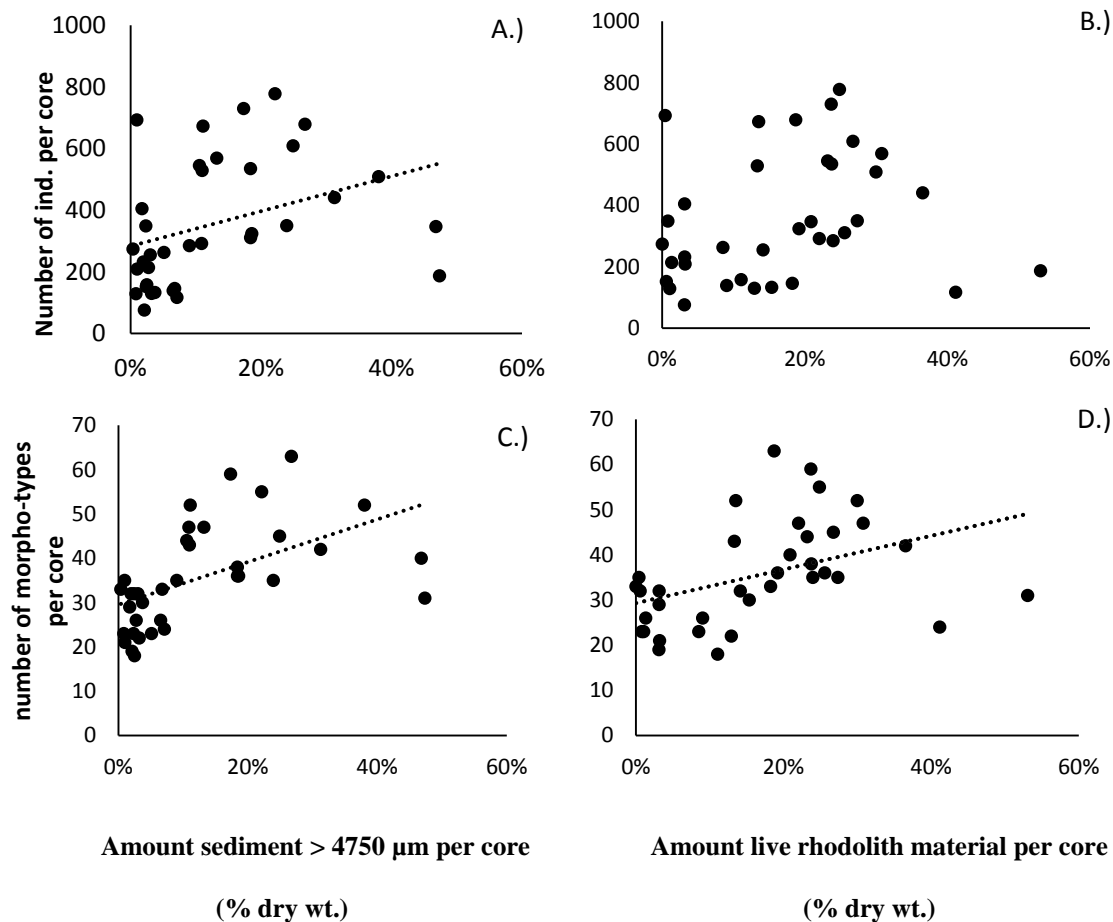 A.)
Number of ind. per core
1000
800
600
400
200
0
0% 20% 40% 60%
B.)
1000
800
600
400
200
0
0% 20% 40% 60%
C.)
number of morpho-types
per core
70
60
50
40
30
20
10
0
0% 20% 40% 60%
D.)
70
60
50
40
30
20
10
0
0% 20% 40% 60%
Amount sediment > 4750 µm per core
(% dry wt.)
Amount live rhodolith material per core
(% dry wt.)